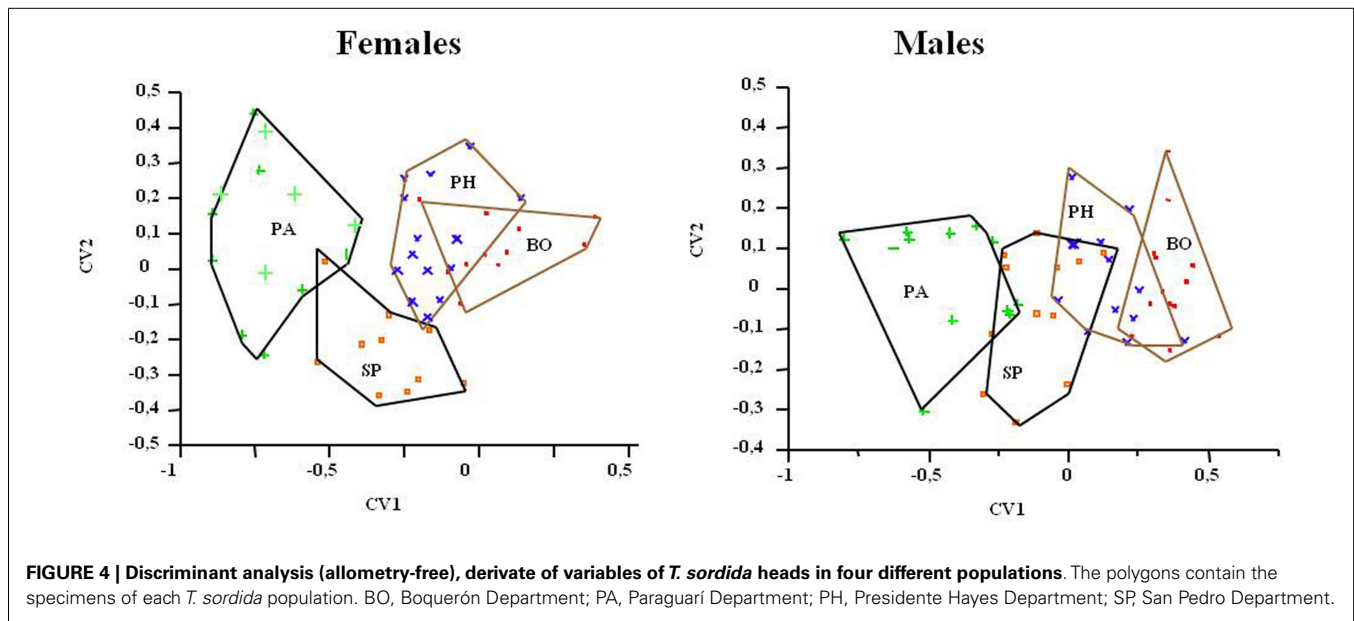 Females
Males
0,5
0,4
0,3
0,2
0,1
0
-0,1
-0,2
-0,3
-0,4
-0,5
CV2
-1
-0,5
0
0,5
CV1
PA
SP
PH
BO
0,5
0,4
0,3
0,2
0,1
0
-0,1
-0,2
-0,3
-0,4
CV2
-1
-0,5
0
0,5
CV1
PA
SP
PH
BO
FIGURE 4 | Discriminant analysis (allometry-free), derivate of variables of T. sordida heads in four different populations. The polygons contain the
specimens of each T. sordida population. BO, Boquerón Department; PA, Paraguarí Department; PH, Presidente Hayes Department; SP, San Pedro Department.